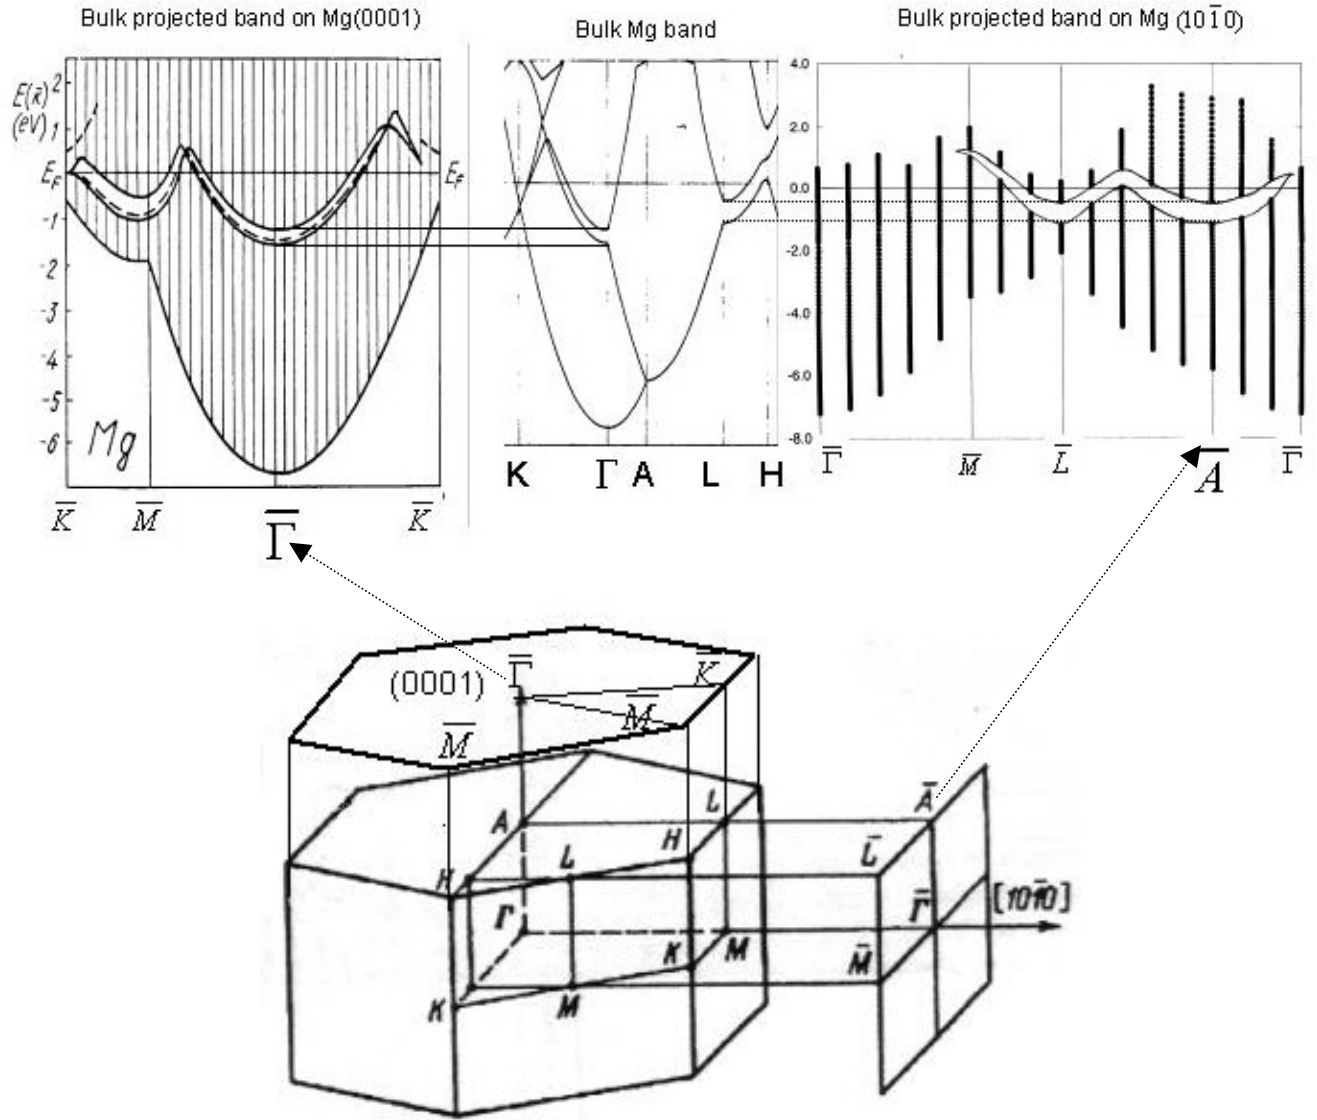 Bulk projected band on Mg(0001)
Bulk Mg band
Bulk projected band on Mg (101̅0)
E(k̄)
(eV)
2
1
E_F
-1
-2
-3
-4
-5
-6
Mg
E_F
K̅ M̅ Γ̅ K̅
K Γ A L H
4.0
2.0
0.0
-2.0
-4.0
-6.0
-8.0
Γ̅ M̅ L̅ A̅ Γ̅
(0001) Γ̅ K̅
M̅ M̅
A L A̅
H L H L̅
Γ Γ̅ [101̅0]
K M M̅
K M